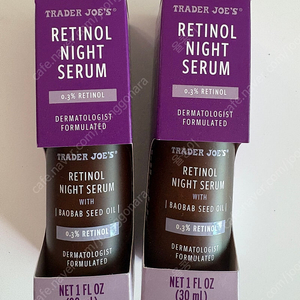 TRADER JOE'S®
RETINOL
NIGHT
SERUM
0.3% RETINOL
DERMATOLOGIST
FORMULATED
TRADER JOE'S®
RETINOL
NIGHT SERUM
WITH
| BAOBAB SEED OIL |
0.3% RETINOL
DERMATOLOGIST
FORMULATED
NET 1 FL OZ
TRADER JOE'S®
RETINOL
NIGHT
SERUM
0.3% RETINOL
DERMATOLOGIST
FORMULATED
TRADER JOE'S®
RETINOL
NIGHT SERUM
WITH
| BAOBAB SEED OIL |
0.3% RETINOL
DERMATOLOGIST
FORMULATED
NET 1 FL OZ
(30 mL)